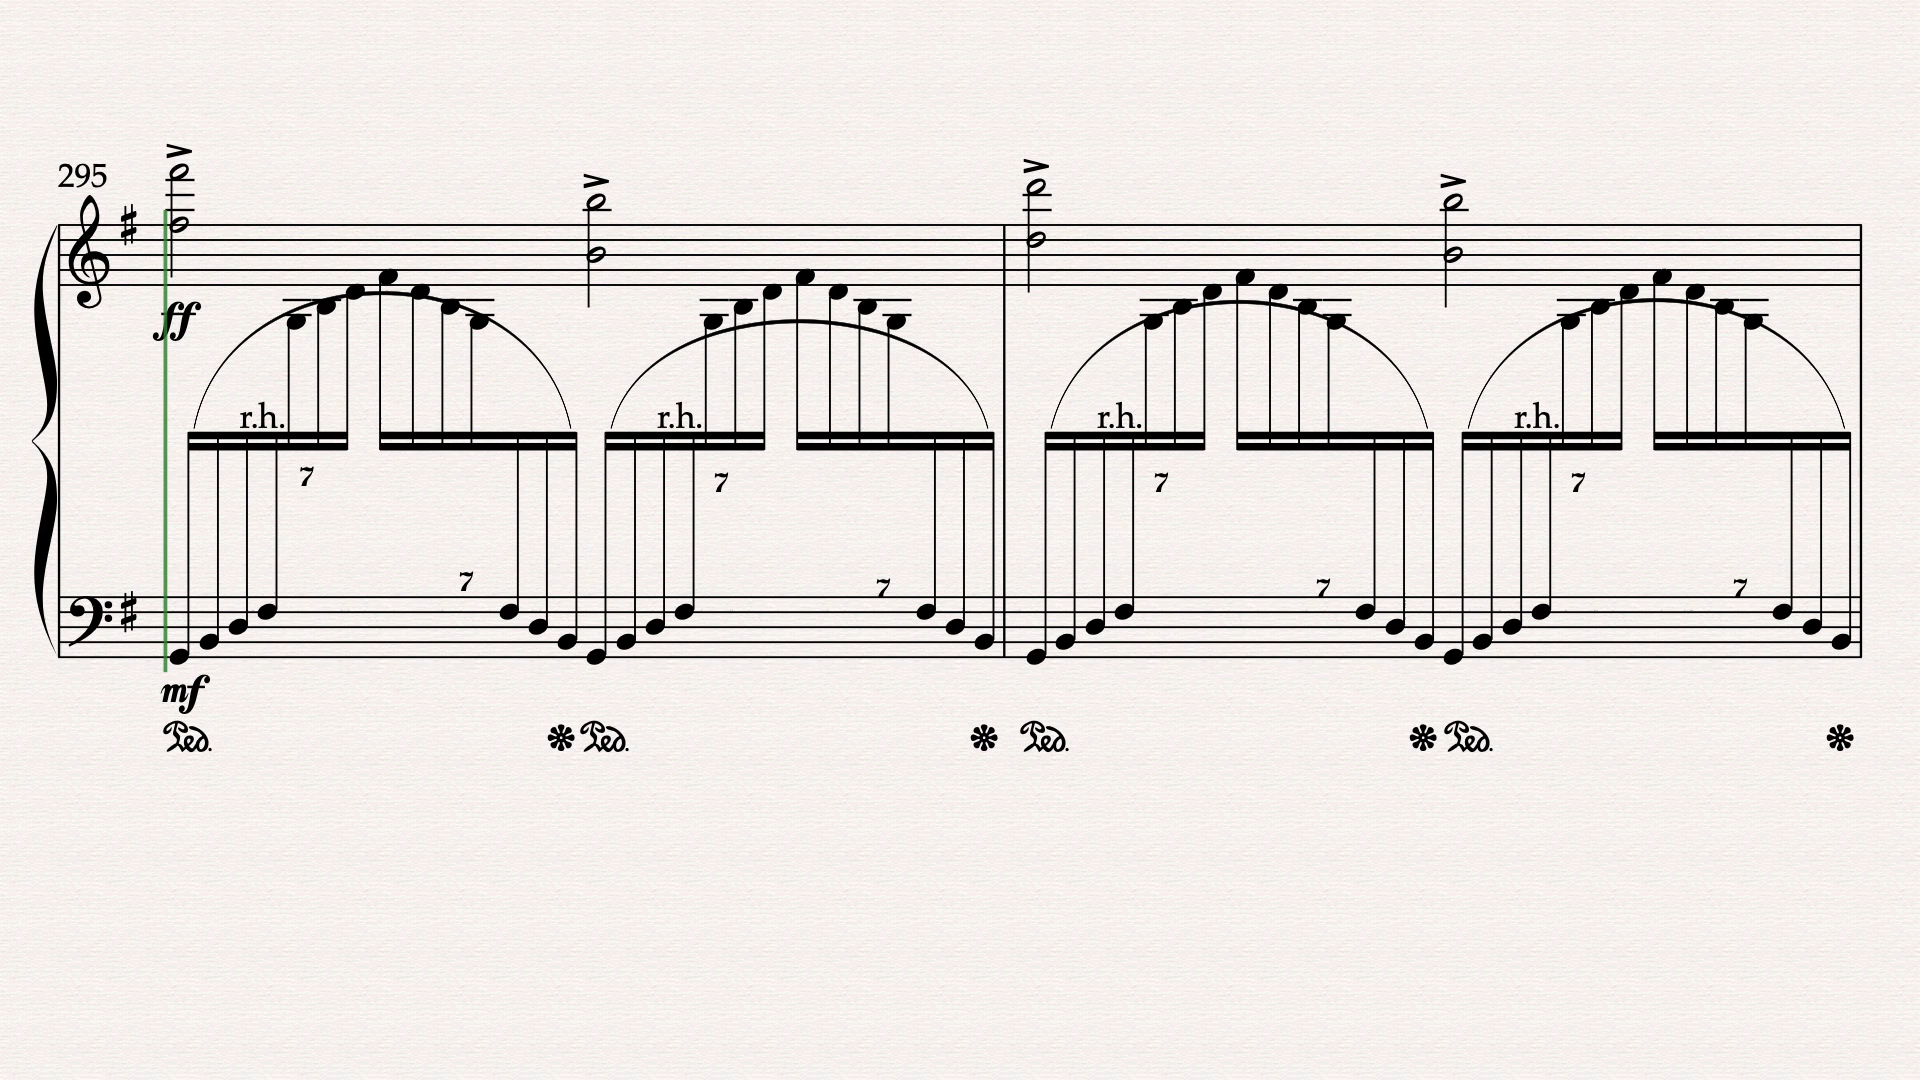 295
ff
r.h. r.h. r.h. r.h.
7 7 7 7
7 7 7 7
mf
Ped. * Ped. * Ped. * Ped. *